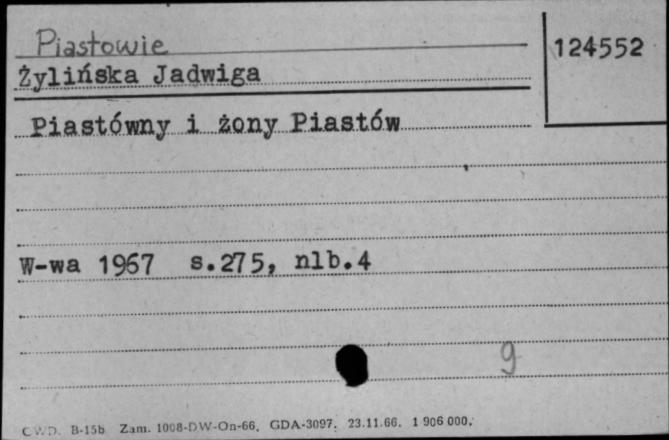 Piastowie
124552
Żylińska Jadwiga
Piastówny i żony Piastów
W-wa 1967 s.275, nlb.4
9
CWD. B-15b Zam. 1008-DW-On-66. GDA-3097. 23.11.66. 1 906 000.